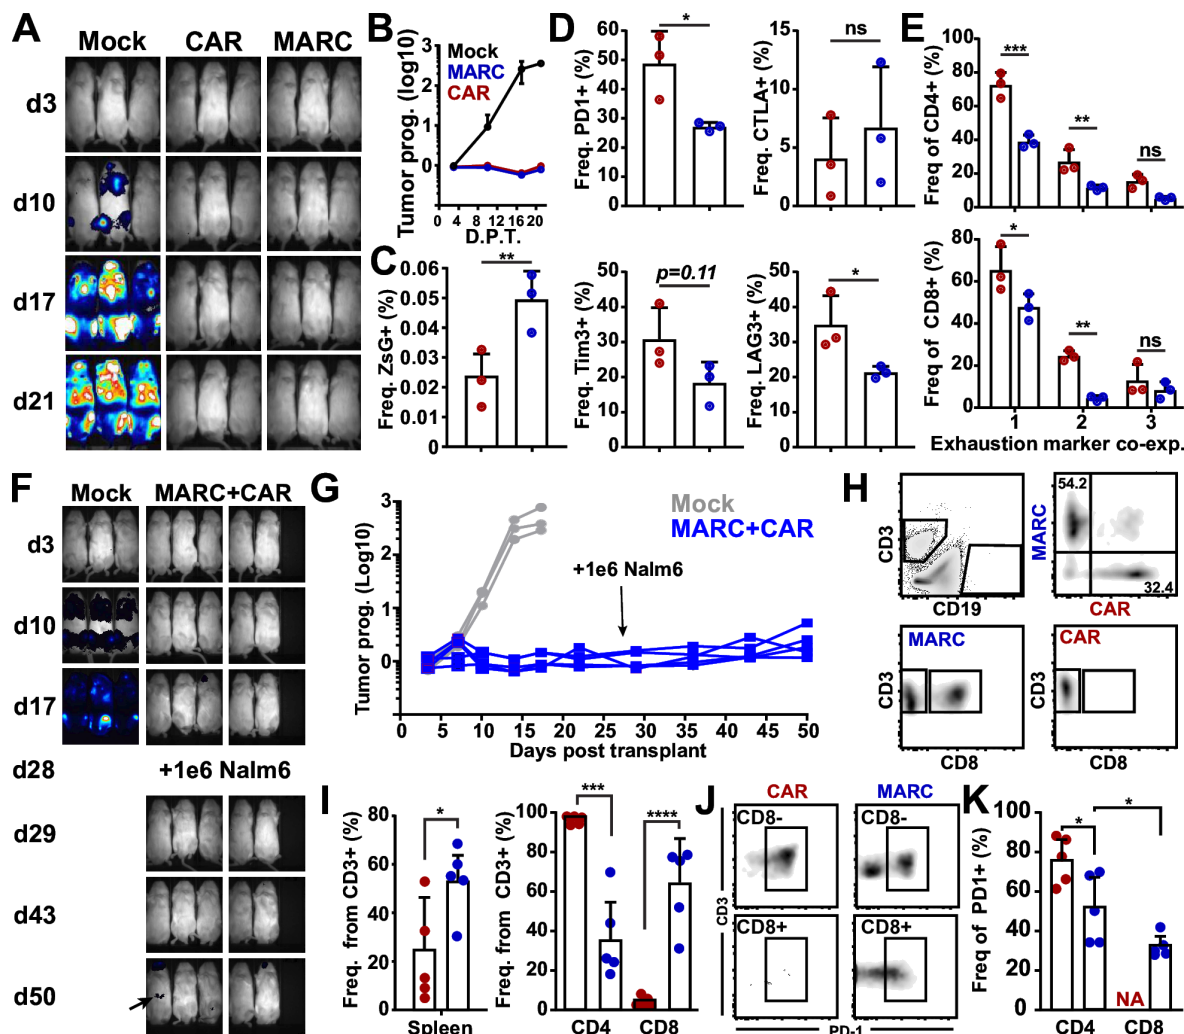 A
Mock CAR MARC
d3
d10
d17
d21
B
Tumor prog. (log10)
3
2
1
0
Mock
MARC
CAR
0 4 8 12 16 20
D.P.T.
C
Freq. ZsG+ (%)
0.06
0.05
0.04
0.03
0.02
0.01
0
**
D
Freq. PD1+ (%)
60
50
40
30
20
10
0
*
Freq. CTLA+ (%)
15
10
5
0
ns
Freq. Tim3+ (%)
50
40
30
20
10
0
p=0.11
Freq. LAG3+ (%)
50
40
30
20
10
0
*
E
Freq of CD4+ (%)
100
80
60
40
20
0
***
**
ns
Freq of CD8+ (%)
80
60
40
20
0
*
**
ns
1 2 3
Exhaustion marker co-exp.
F
Mock MARC+CAR
d3
d10
d17
d28 +1e6 Nalm6
d29
d43
d50
G
Tumor prog. (Log10)
3
2
1
0
Mock
MARC+CAR
+1e6 Nalm6
0 5 10 15 20 25 30 35 40 45 50
Days post transplant
H
CD3
CD19
MARC
54.2
32.4
CAR
MARC
CD3
CD8
CAR
CD3
CD8
I
Freq. from CD3+ (%)
80
60
40
20
0
*
Spleen
Freq. from CD3+ (%)
100
80
60
40
20
0
***
****
CD4 CD8
J
CAR MARC
CD8- CD8-
CD8+ CD8+
CD3
PD-1
K
Freq of PD1+ (%)
100
80
60
40
20
0
*
*
NA
CD4 CD8